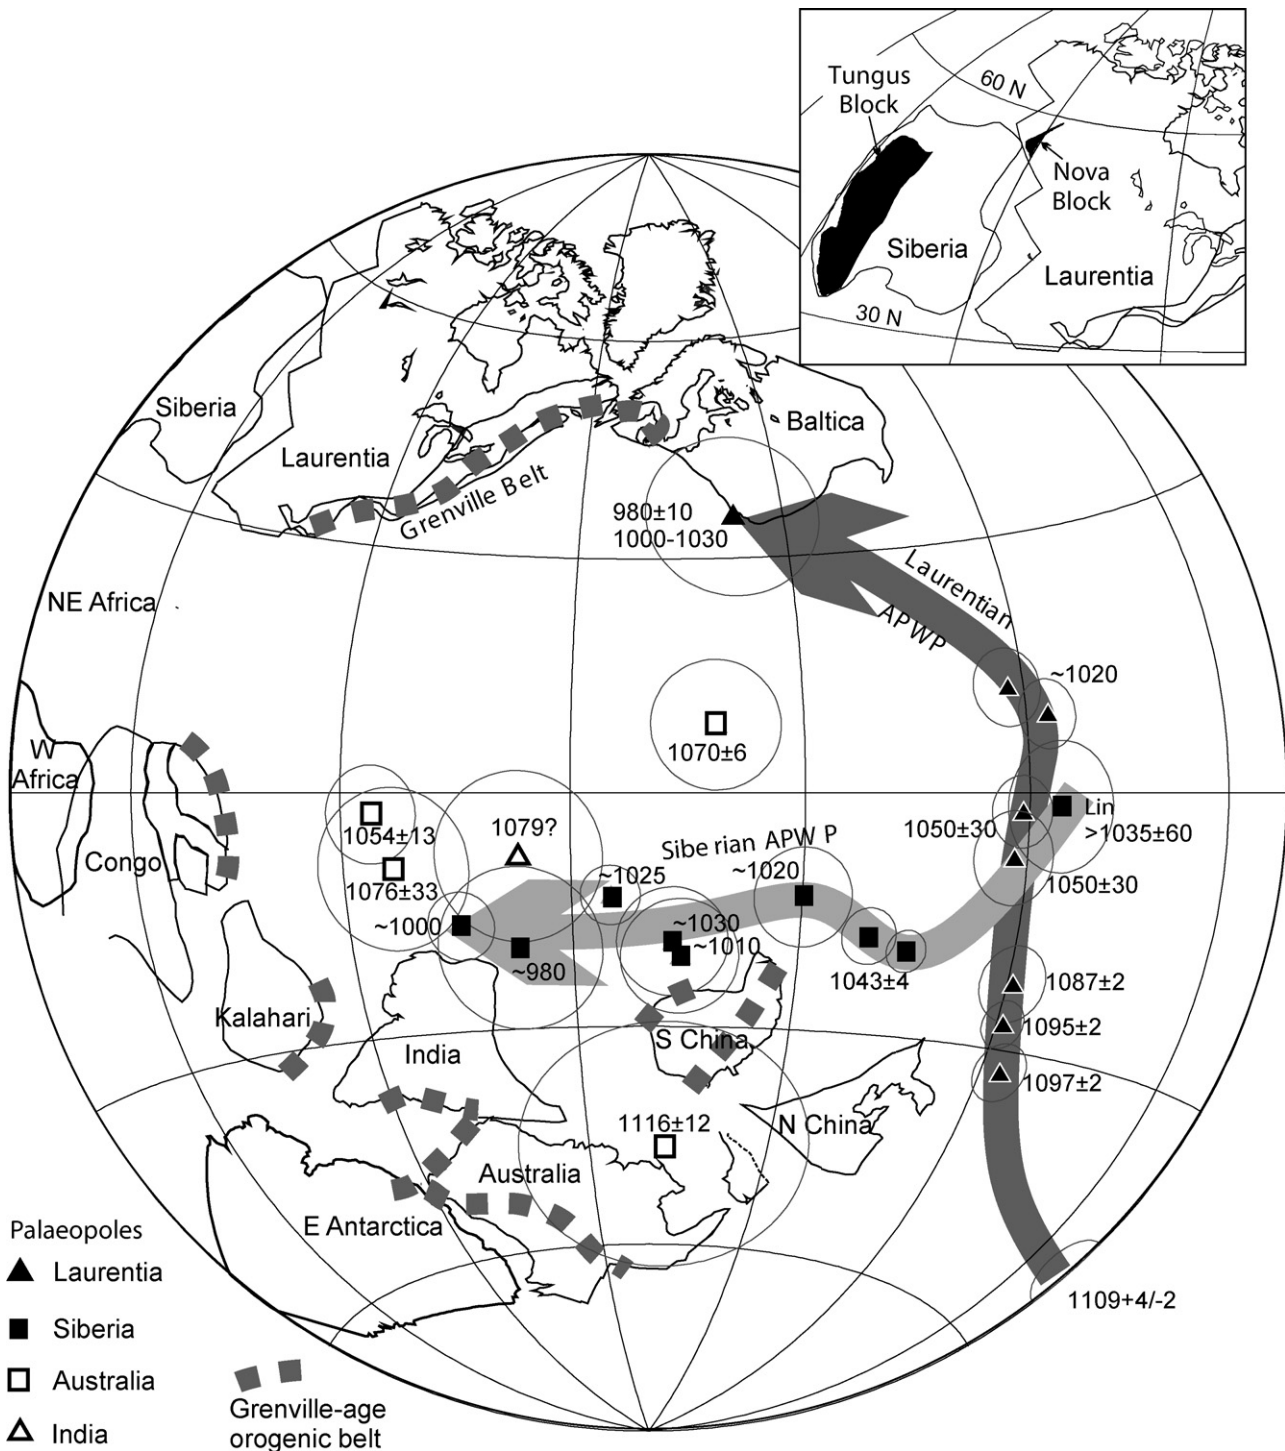 Tungus
Block
60 N
Nova
Block
Siberia
Laurentia
30 N
Siberia
Laurentia
Grenville Belt
Baltica
980±10
1000-1030
Laurentian
APWP
NE Africa
~1020
1070±6
W
Africa
Congo
1054±13
1076±33
1079?
Sibe rian APW P
1050±30
Lin
>1035±60
1050±30
~1025
~1020
~1000
~1030
~1010
~980
1043±4
1087±2
1095±2
1097±2
Kalahari
India
S China
N China
1116±12
Australia
E Antarctica
1109+4/-2
Palaeopoles
Laurentia
Siberia
Australia
India
Grenville-age
orogenic belt